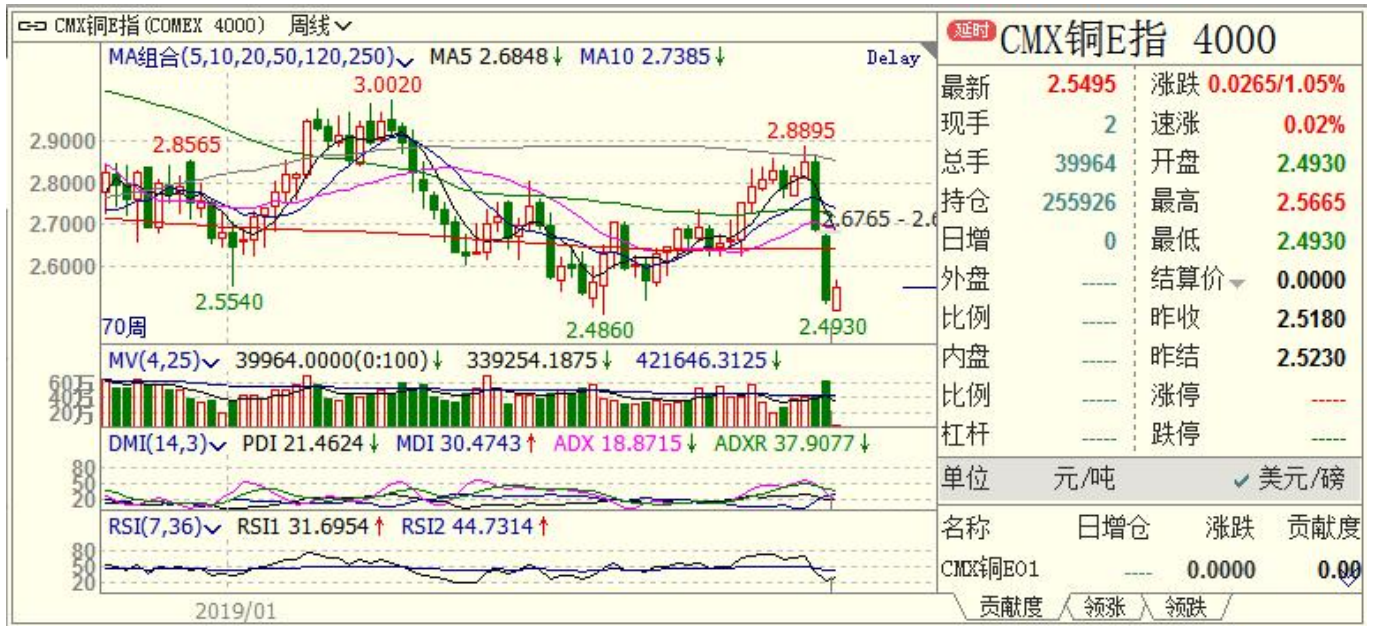 CMX铜E指(COMEX 4000) 周线
MA组合(5,10,20,50,120,250) MA5 2.6848↓ MA10 2.7385↓
Delay
3.0020
2.9000
2.8565
2.8895
2.8000
2.7000
2.6000
2.5540
2.4860
2.4930
70周
MV(4,25) 39964.0000(0:100)↓ 339254.1875↓ 421646.3125↓
60万
40万
20万
DMI(14,3) PDI 21.4624↓ MDI 30.4743↑ ADX 18.8715↓ ADXR 37.9077↓
80
50
20
RSI(7,36) RSI1 31.6954↑ RSI2 44.7314↑
80
50
20
2019/01
延时 CMX铜E指 4000
最新 2.5495 涨跌 0.0265/1.05%
现手 2 速涨 0.02%
总手 39964 开盘 2.4930
持仓 255926 最高 2.5665
日增 0 最低 2.4930
外盘 ---- 结算价 0.0000
比例 ---- 昨收 2.5180
内盘 ---- 昨结 2.5230
比例 ---- 涨停 ----
杠杆 ---- 跌停 ----
单位 元/吨 美元/磅
名称 日增仓 涨跌 贡献度
CMX铜E01 ---- 0.0000 0.00
贡献度 领涨 领跌